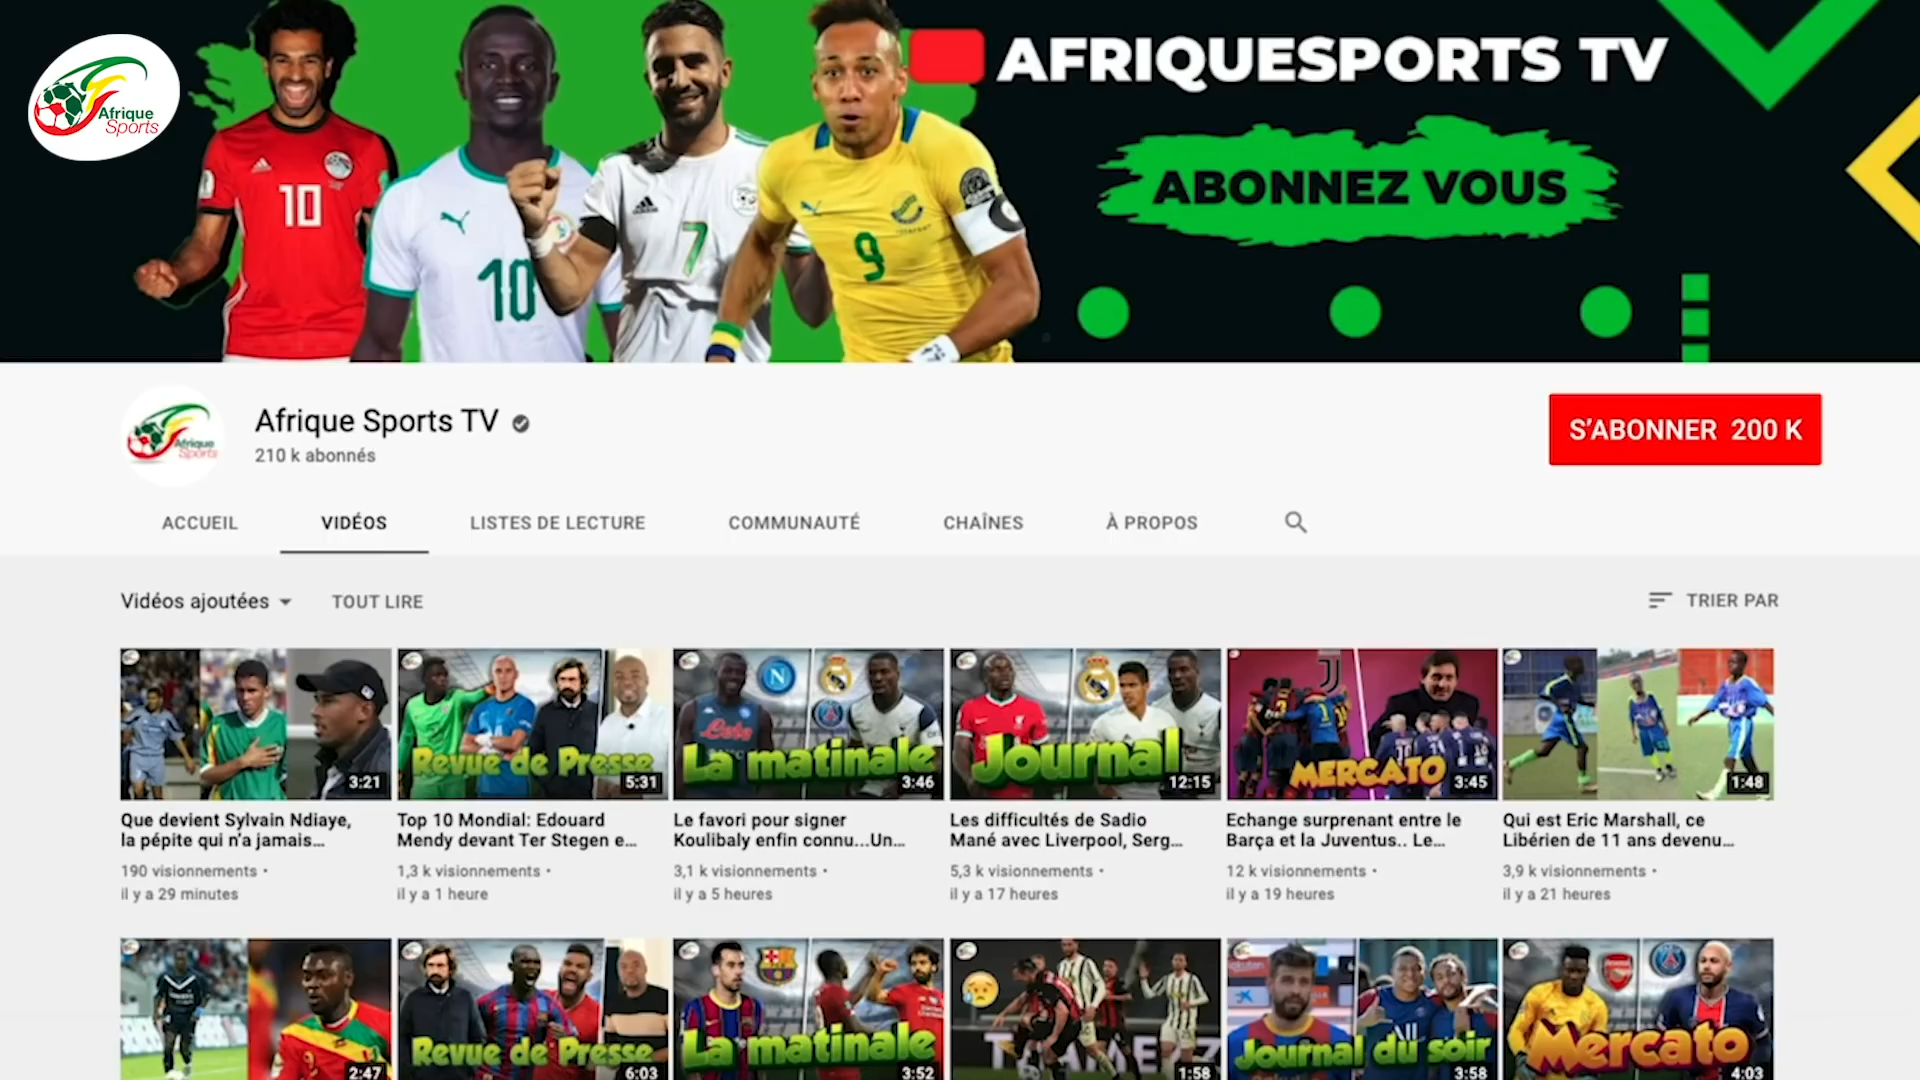 Afrique
Sports
AFRIQUESPORTS TV
ABONNEZ VOUS
10
10
7
9
Afrique
Sports
Afrique Sports TV
210 k abonnés
S'ABONNER 200 K
ACCUEIL
VIDÉOS
LISTES DE LECTURE
COMMUNAUTÉ
CHAÎNES
À PROPOS
Vidéos ajoutées
TOUT LIRE
TRIER PAR
3:21
Revue de Presse
5:31
La matinale
3:46
Journal
12:15
MERCATO
3:45
1:48
Que devient Sylvain Ndiaye,
la pépite qui n'a jamais...
190 visionnements •
il y a 29 minutes
Top 10 Mondial: Edouard
Mendy devant Ter Stegen e...
1,3 k visionnements •
il y a 1 heure
Le favori pour signer
Koulibaly enfin connu...Un...
3,1 k visionnements •
il y a 5 heures
Les difficultés de Sadio
Mané avec Liverpool, Serg...
5,3 k visionnements •
il y a 17 heures
Echange surprenant entre le
Barça et la Juventus.. Le...
12 k visionnements •
il y a 19 heures
Qui est Eric Marshall, ce
Libérien de 11 ans devenu...
3,9 k visionnements •
il y a 21 heures
2:47
Revue de Presse
6:03
La matinale
3:52
1:58
Journal du soir
3:58
Mercato
4:03